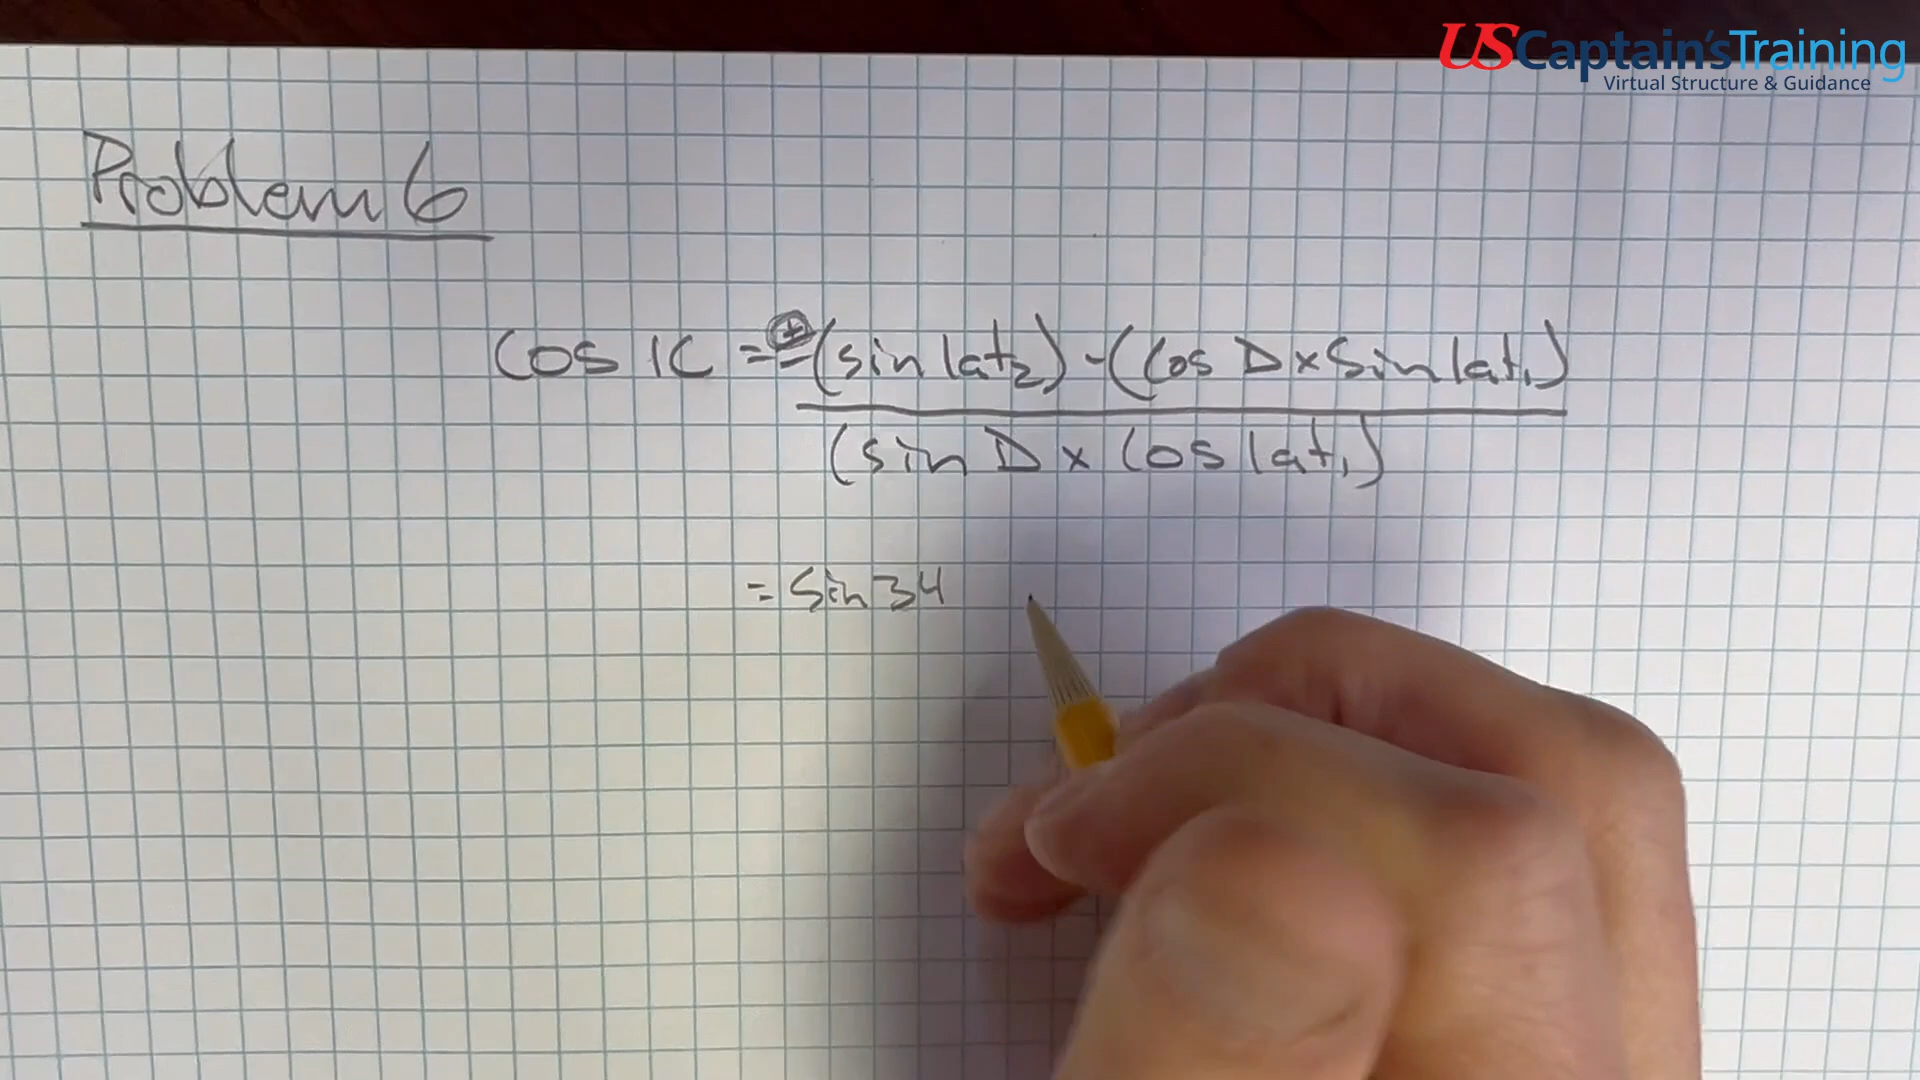 USCaptain'sTraining
Virtual Structure & Guidance
Problem 6
Cos IC = ± (sin lat₂) - (Cos D x Sin lat₁)
(sin D x Cos lat₁)
= Sin 34